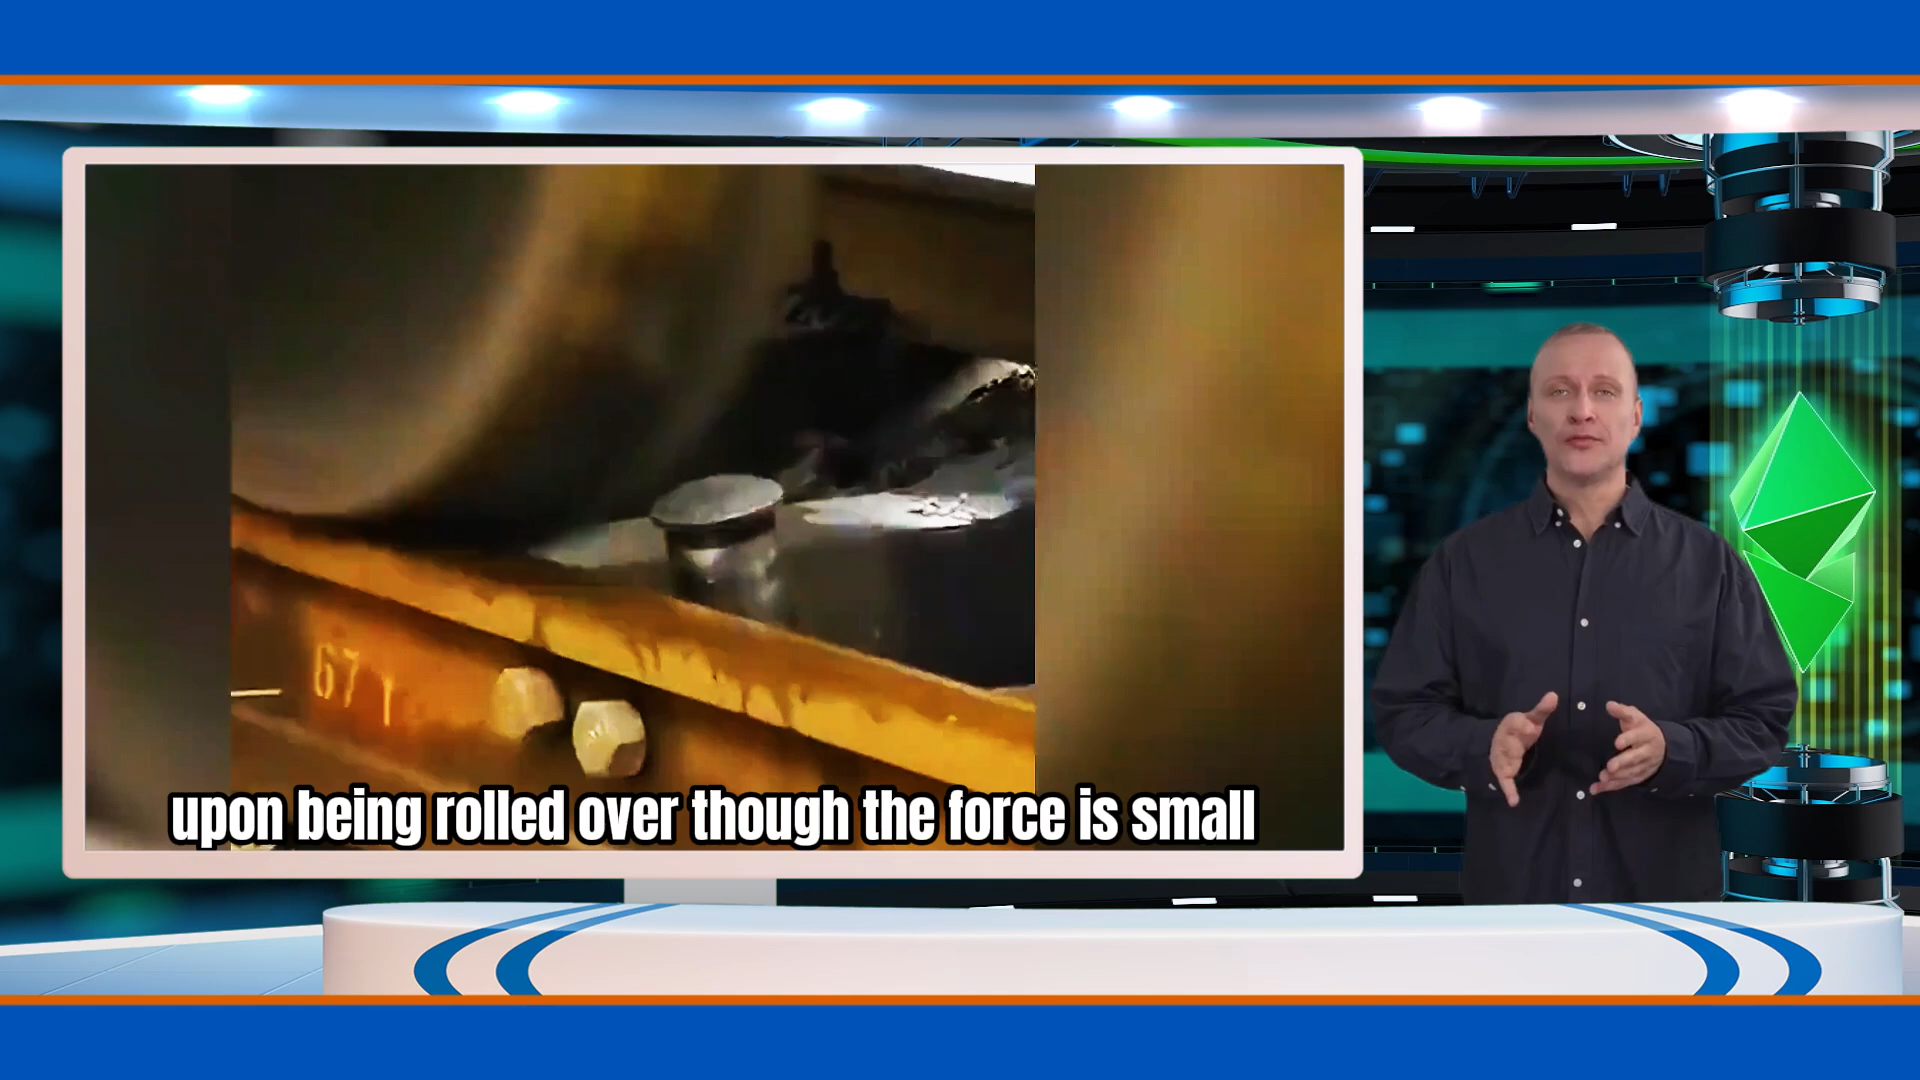 67
upon being rolled over though the force is small